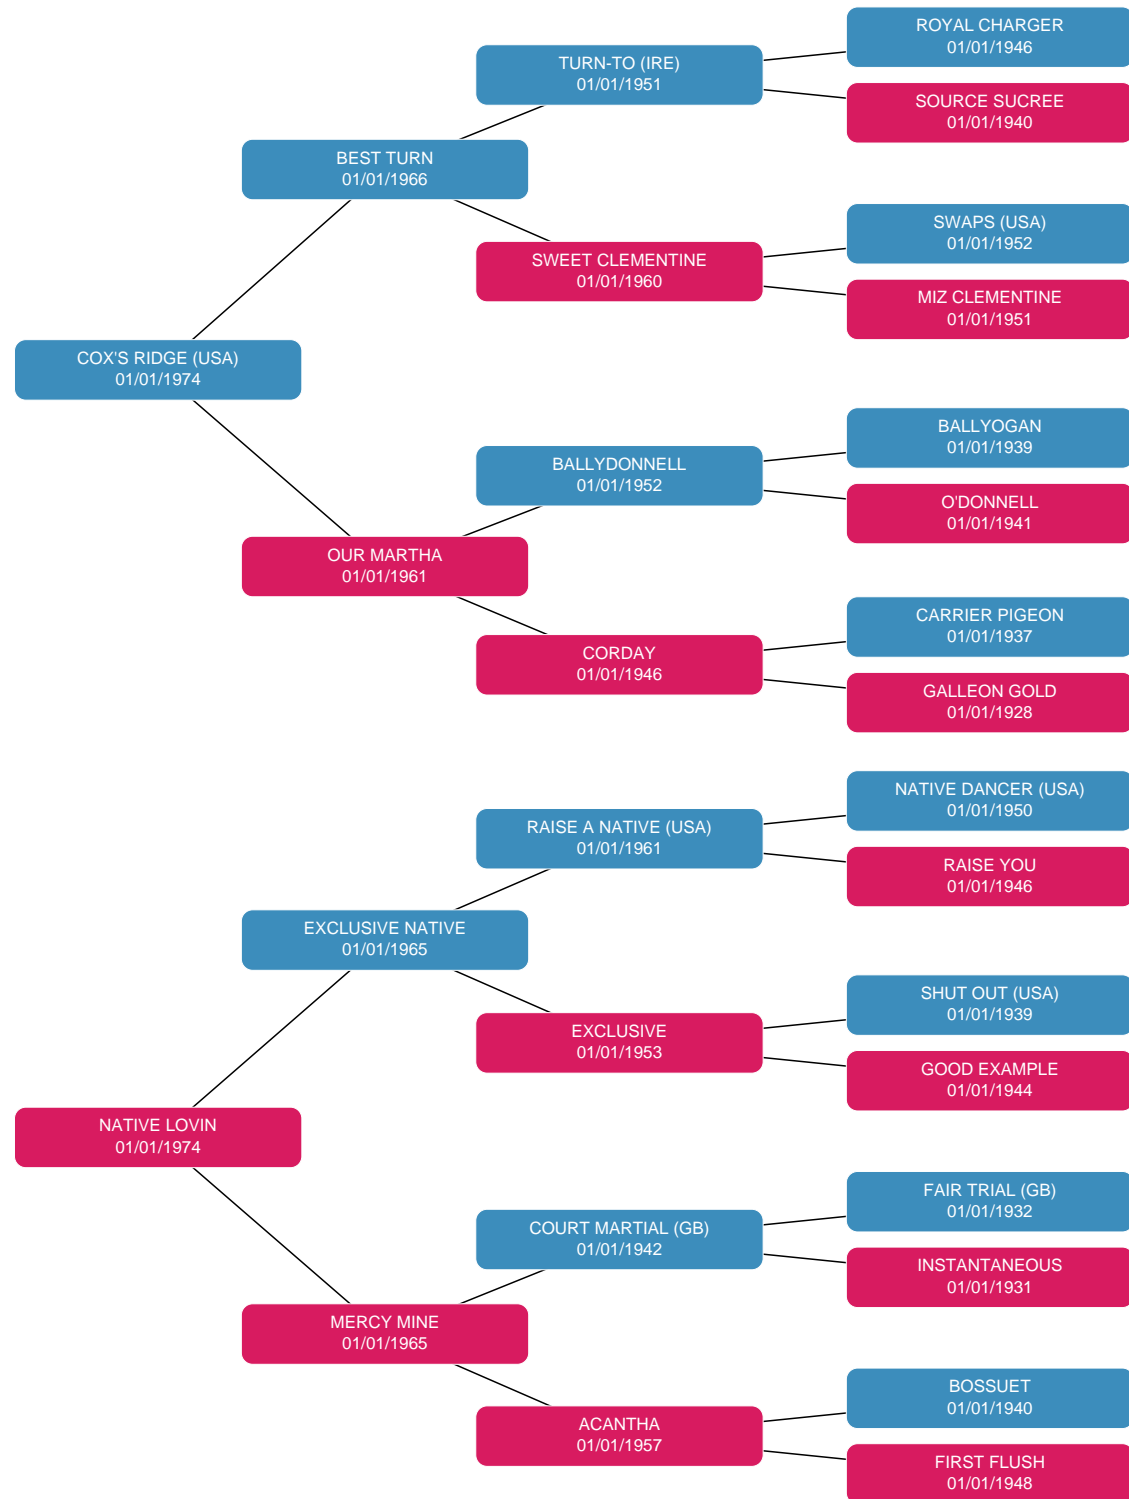 ROYAL CHARGER
01/01/1946
TURN-TO (IRE)
01/01/1951
SOURCE SUCREE
01/01/1940
BEST TURN
01/01/1966
SWAPS (USA)
01/01/1952
SWEET CLEMENTINE
01/01/1960
MIZ CLEMENTINE
01/01/1951
COX'S RIDGE (USA)
01/01/1974
BALLYOGAN
01/01/1939
BALLYDONNELL
01/01/1952
O'DONNELL
01/01/1941
OUR MARTHA
01/01/1961
CARRIER PIGEON
01/01/1937
CORDAY
01/01/1946
GALLEON GOLD
01/01/1928
NATIVE DANCER (USA)
01/01/1950
RAISE A NATIVE (USA)
01/01/1961
RAISE YOU
01/01/1946
EXCLUSIVE NATIVE
01/01/1965
SHUT OUT (USA)
01/01/1939
EXCLUSIVE
01/01/1953
GOOD EXAMPLE
01/01/1944
NATIVE LOVIN
01/01/1974
FAIR TRIAL (GB)
01/01/1932
COURT MARTIAL (GB)
01/01/1942
INSTANTANEOUS
01/01/1931
MERCY MINE
01/01/1965
BOSSUET
01/01/1940
ACANTHA
01/01/1957
FIRST FLUSH
01/01/1948